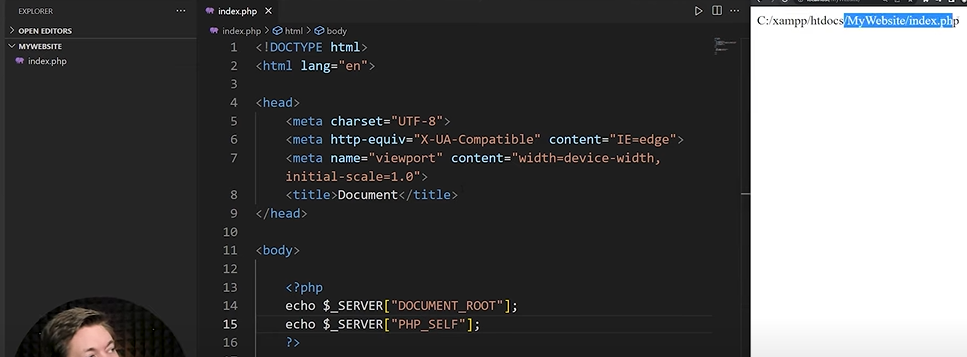 EXPLORER
OPEN EDITORS
MYWEBSITE
index.php
index.php
index.php > html > body
1 <!DOCTYPE html>
2 <html lang="en">
3
4 <head>
5 <meta charset="UTF-8">
6 <meta http-equiv="X-UA-Compatible" content="IE=edge">
7 <meta name="viewport" content="width=device-width,
initial-scale=1.0">
8 <title>Document</title>
9 </head>
10
11 <body>
12
13 <?php
14 echo $_SERVER["DOCUMENT_ROOT"];
15 echo $_SERVER["PHP_SELF"];
16 ?>
C:/xampp/htdocs/MyWebsite/index.php